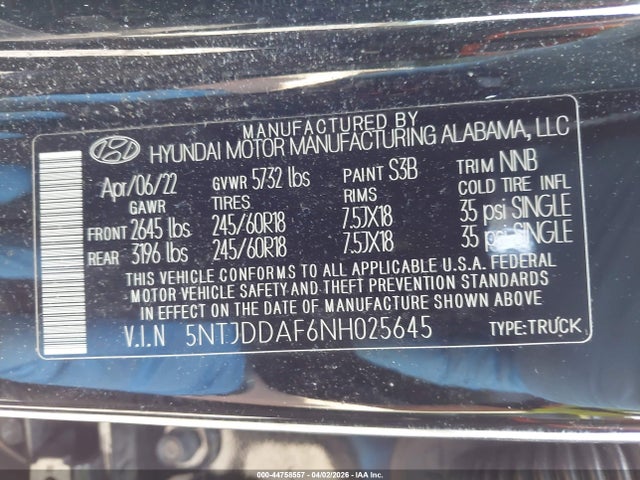 MANUFACTURED BY
HYUNDAI MOTOR MANUFACTURING ALABAMA, LLC
Apr/06/22 GVWR 5732 lbs PAINT S3B TRIM NNB
GAWR TIRES RIMS COLD TIRE INFL
FRONT 2645 lbs 245/60R18 7.5JX18 35 psi SINGLE
REAR 3196 lbs 245/60R18 7.5JX18 35 psi SINGLE
THIS VEHICLE CONFORMS TO ALL APPLICABLE U.S.A. FEDERAL
MOTOR VEHICLE SAFETY AND THEFT PREVENTION STANDARDS
IN EFFECT ON THE DATE OF MANUFACTURE SHOWN ABOVE.
V.I.N 5NTJDDAF6NH025645 TYPE:TRUCK
000-44758557 - 04/02/2026 - IAA Inc.